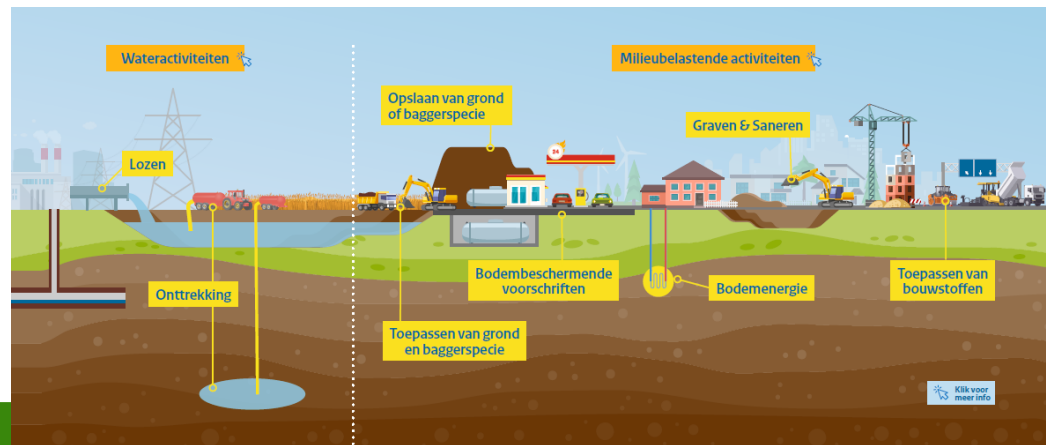 Wateractiviteiten
Milieubelastende activiteiten
Opslaan van grond
of baggerspecie
Graven & Saneren
Lozen
24
Onttrekking
Bodembeschermende
voorschriften
Bodemenergie
Toepassen van
bouwstoffen
Toepassen van grond
en baggerspecie
Klik voor
meer info